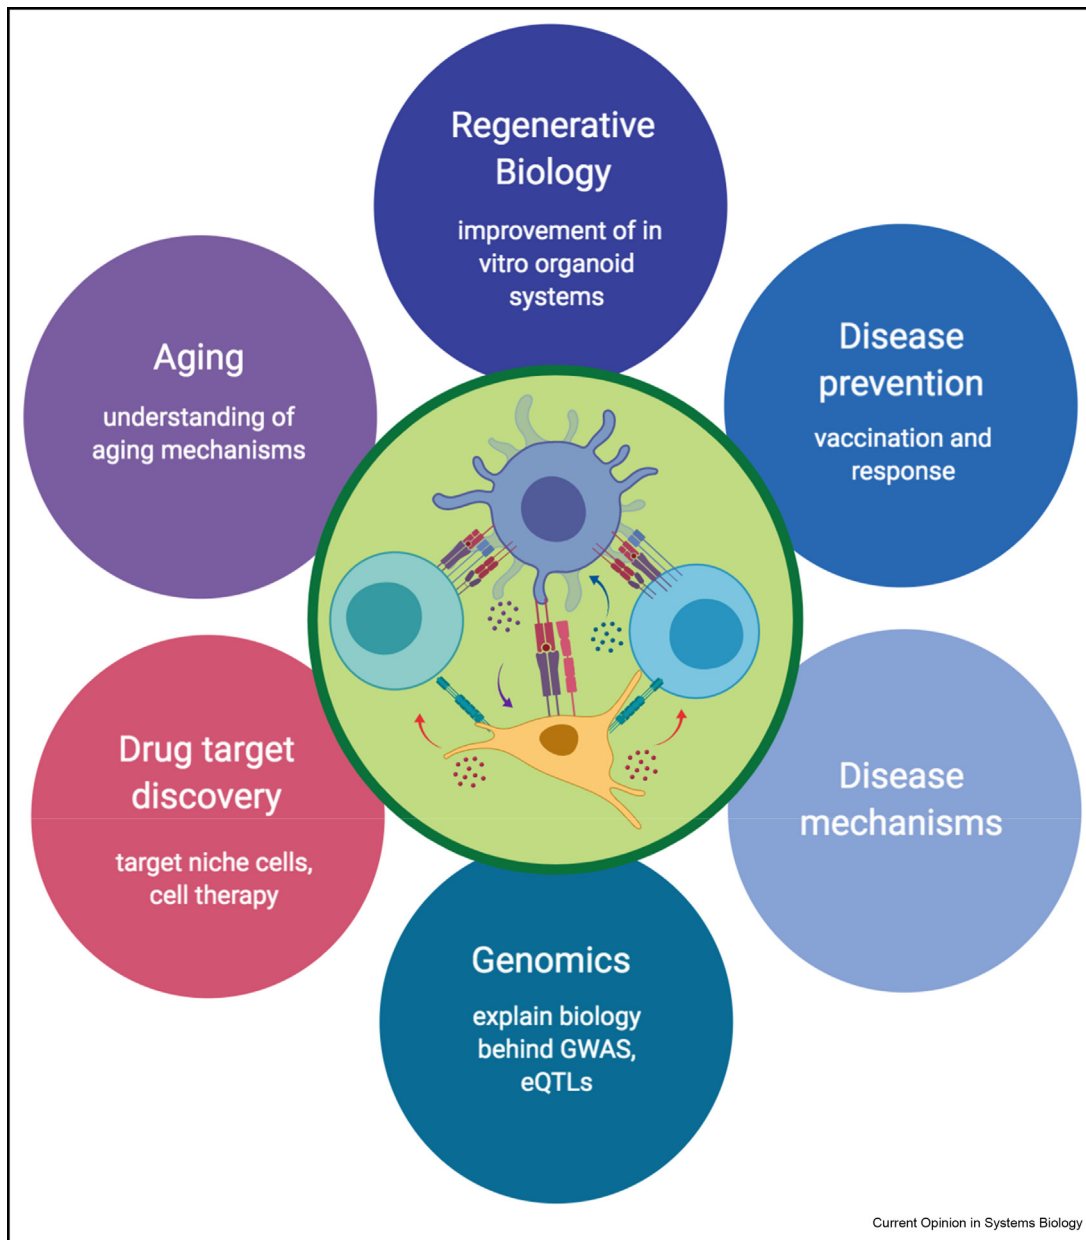 Regenerative
Biology
improvement of in
vitro organoid
systems
Disease
prevention
vaccination and
response
Aging
understanding of
aging mechanisms
Drug target
discovery
target niche cells,
cell therapy
Disease
mechanisms
Genomics
explain biology
behind GWAS,
eQTLs
Current Opinion in Systems Biology